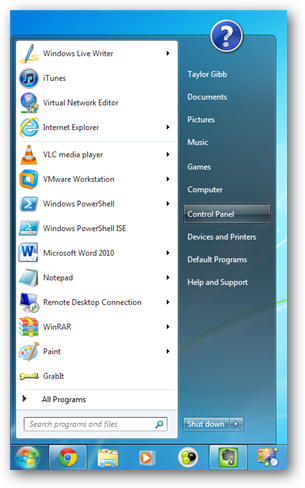 Windows Live Writer
iTunes
Virtual Network Editor
Internet Explorer
VLC media player
VMware Workstation
Windows PowerShell
Windows PowerShell ISE
Microsoft Word 2010
Notepad
Remote Desktop Connection
WinRAR
Paint
GrabIt
All Programs
Search programs and files
Taylor Gibb
Documents
Pictures
Music
Games
Computer
Control Panel
Devices and Printers
Default Programs
Help and Support
Shut down